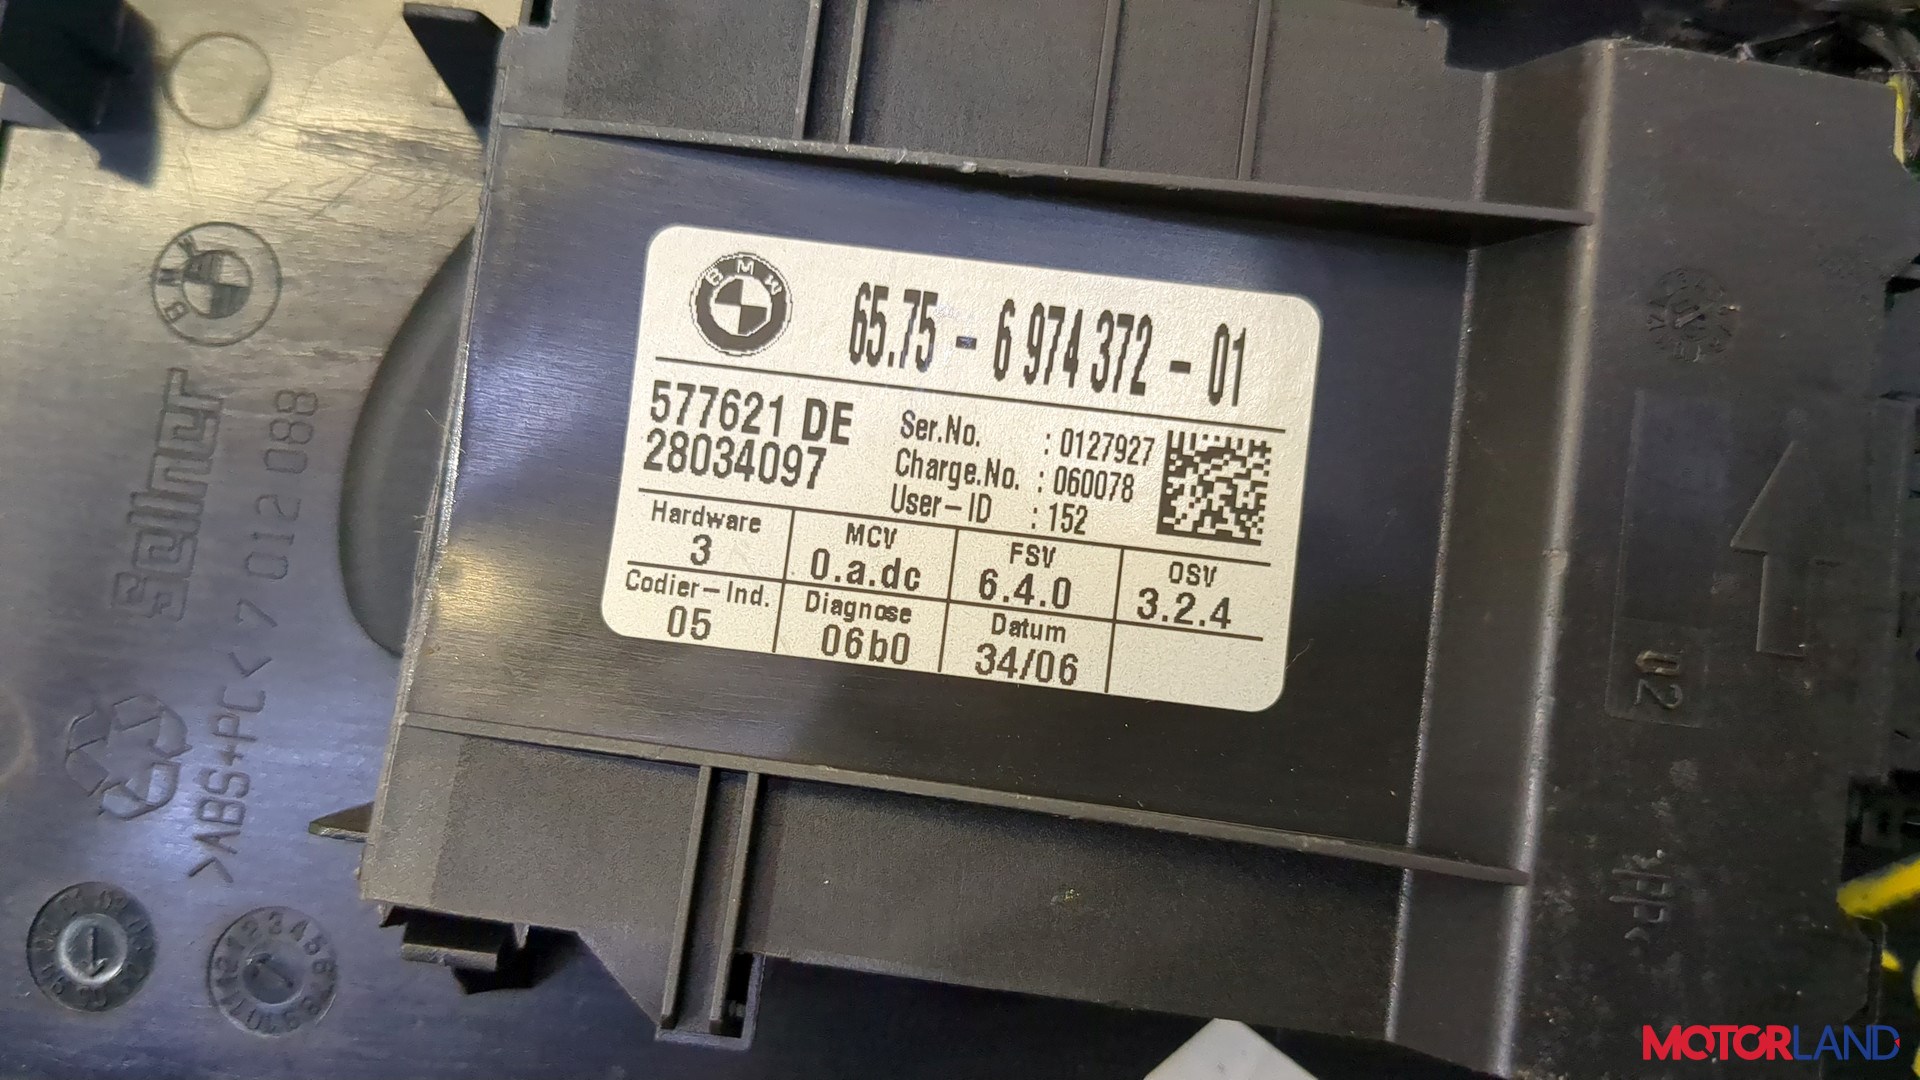 BMW
65.75 - 6 974 372 - 01
577621 DE
28034097
Ser.No. : 0127927
Charge.No. : 060078
User-ID : 152
Hardware
3
MCV
0.a.dc
FSV
6.4.0
OSV
3.2.4
Codier-Ind.
05
Diagnose
06b0
Datum
34/06
BMW
Sellner
>ABS+PC< 7 012 088
02
MOTORLAND